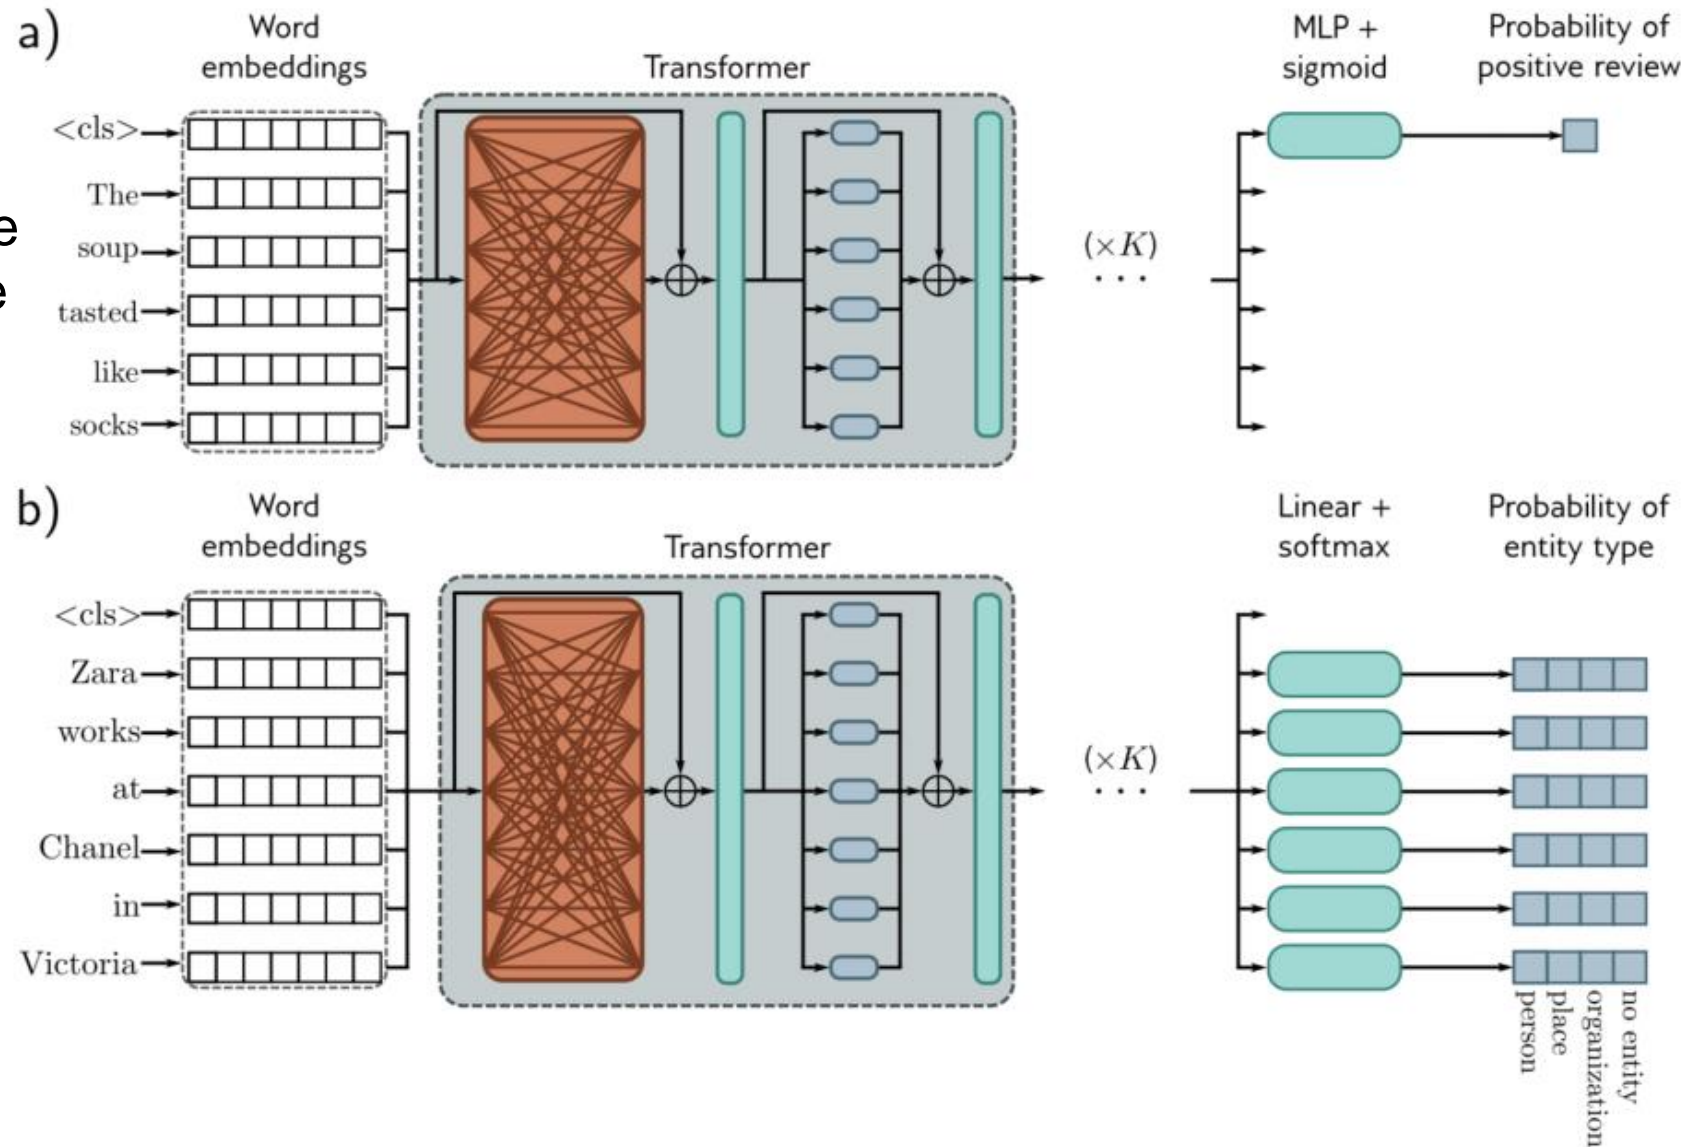 a)
Word
embeddings
Transformer
MLP +
sigmoid
Probability of
positive review
<cls>
The
soup
tasted
like
socks
e
e
(×K)
...
b)
Word
embeddings
Transformer
Linear +
softmax
Probability of
entity type
<cls>
Zara
works
at
Chanel
in
Victoria
(×K)
...
person
place
organization
no entity